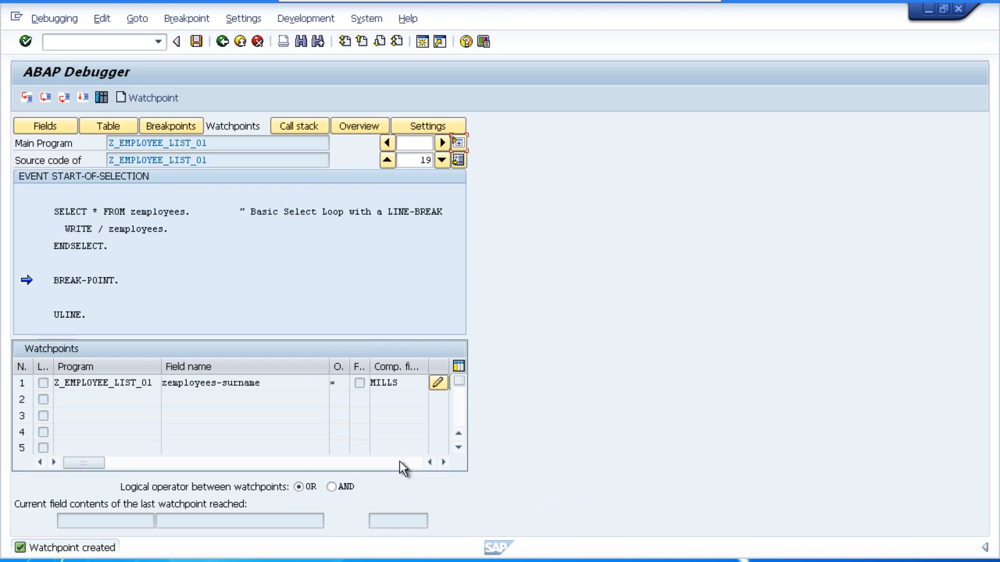 Debugging Edit Goto Breakpoint Settings Development System Help
ABAP Debugger
Watchpoint
Fields Table Breakpoints Watchpoints Call stack Overview Settings
Main Program Z_EMPLOYEE_LIST_01
Source code of Z_EMPLOYEE_LIST_01 19
EVENT START-OF-SELECTION
SELECT * FROM zemployees. " Basic Select Loop with a LINE-BREAK
WRITE / zemployees.
ENDSELECT.
BREAK-POINT.
ULINE.
Watchpoints
N. L.. Program Field name O. F.. Comp. fi...
1 Z_EMPLOYEE_LIST_01 zemployees-surname = MILLS
2
3
4
5
Logical operator between watchpoints: OR AND
Current field contents of the last watchpoint reached:
Watchpoint created SAP